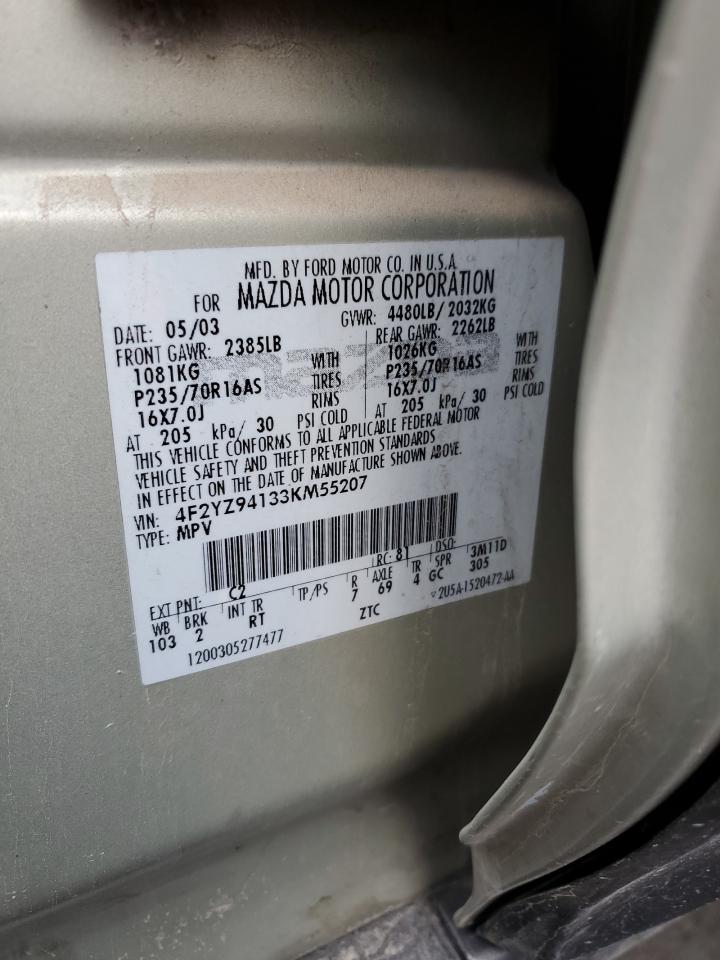 MFD. BY FORD MOTOR CO. IN U.S.A.
FOR MAZDA MOTOR CORPORATION
DATE: 05/03 GVWR: 4480LB/ 2032KG
FRONT GAWR: 2385LB REAR GAWR: 2262LB
1081KG WITH 1026KG WITH
P235/70R16AS TIRES P235/70R16AS TIRES
16X7.0J RIMS 16X7.0J RIMS
AT 205 kPa/ 30 PSI COLD AT 205 kPa/ 30 PSI COLD
THIS VEHICLE CONFORMS TO ALL APPLICABLE FEDERAL MOTOR
VEHICLE SAFETY AND THEFT PREVENTION STANDARDS
IN EFFECT ON THE DATE OF MANUFACTURE SHOWN ABOVE.
VIN: 4F2YZ94133KM55207
TYPE: MPV
EXT PNT: C2 RC: 81 DSO:
WB BRK INT TR TP/PS R AXLE TR SPR 3M11D
103 2 RT 7 69 4 GC 305
ZTC ▽2U5A-1520472-AA
1200305277477